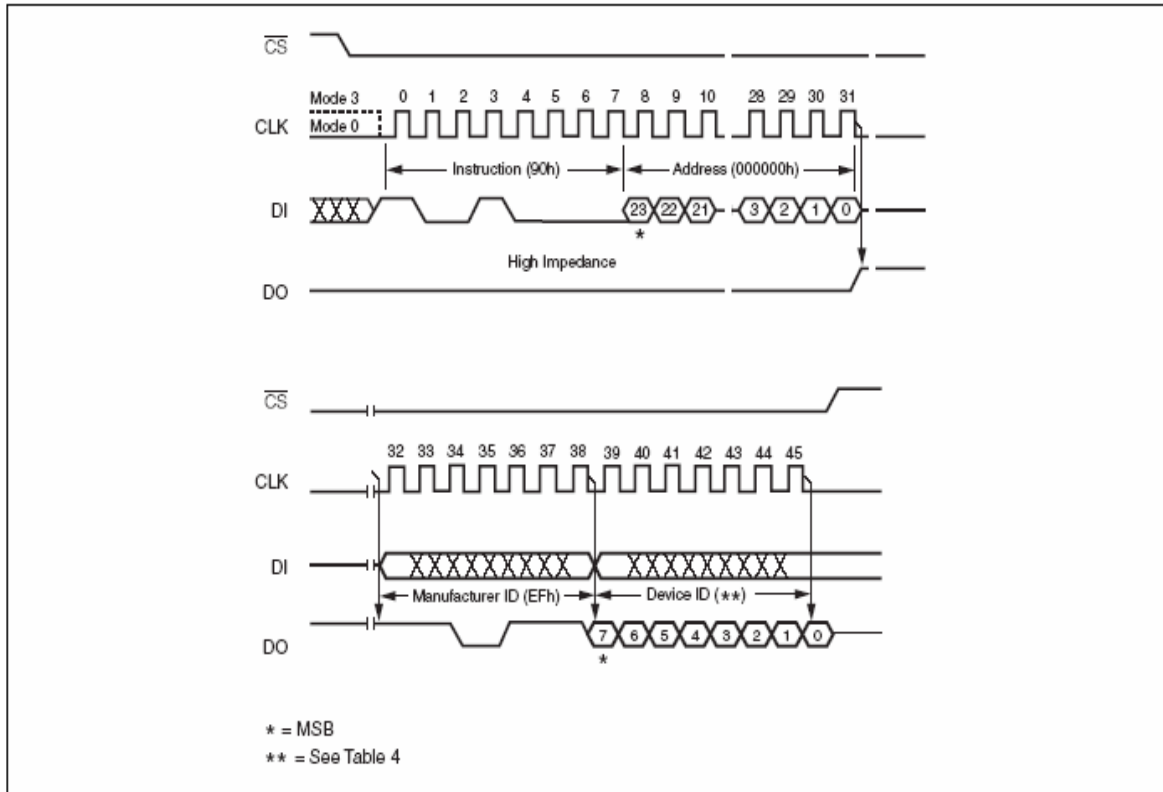 CS
Mode 3
0 1 2 3 4 5 6 7 8 9 10 28 29 30 31
CLK
Mode 0
Instruction (90h)
Address (000000h)
DI
23 22 21 3 2 1 0
*
High Impedance
DO
CS
32 33 34 35 36 37 38 39 40 41 42 43 44 45
CLK
DI
Manufacturer ID (EFh)
Device ID (**)
DO
7 6 5 4 3 2 1 0
*
* = MSB
** = See Table 4